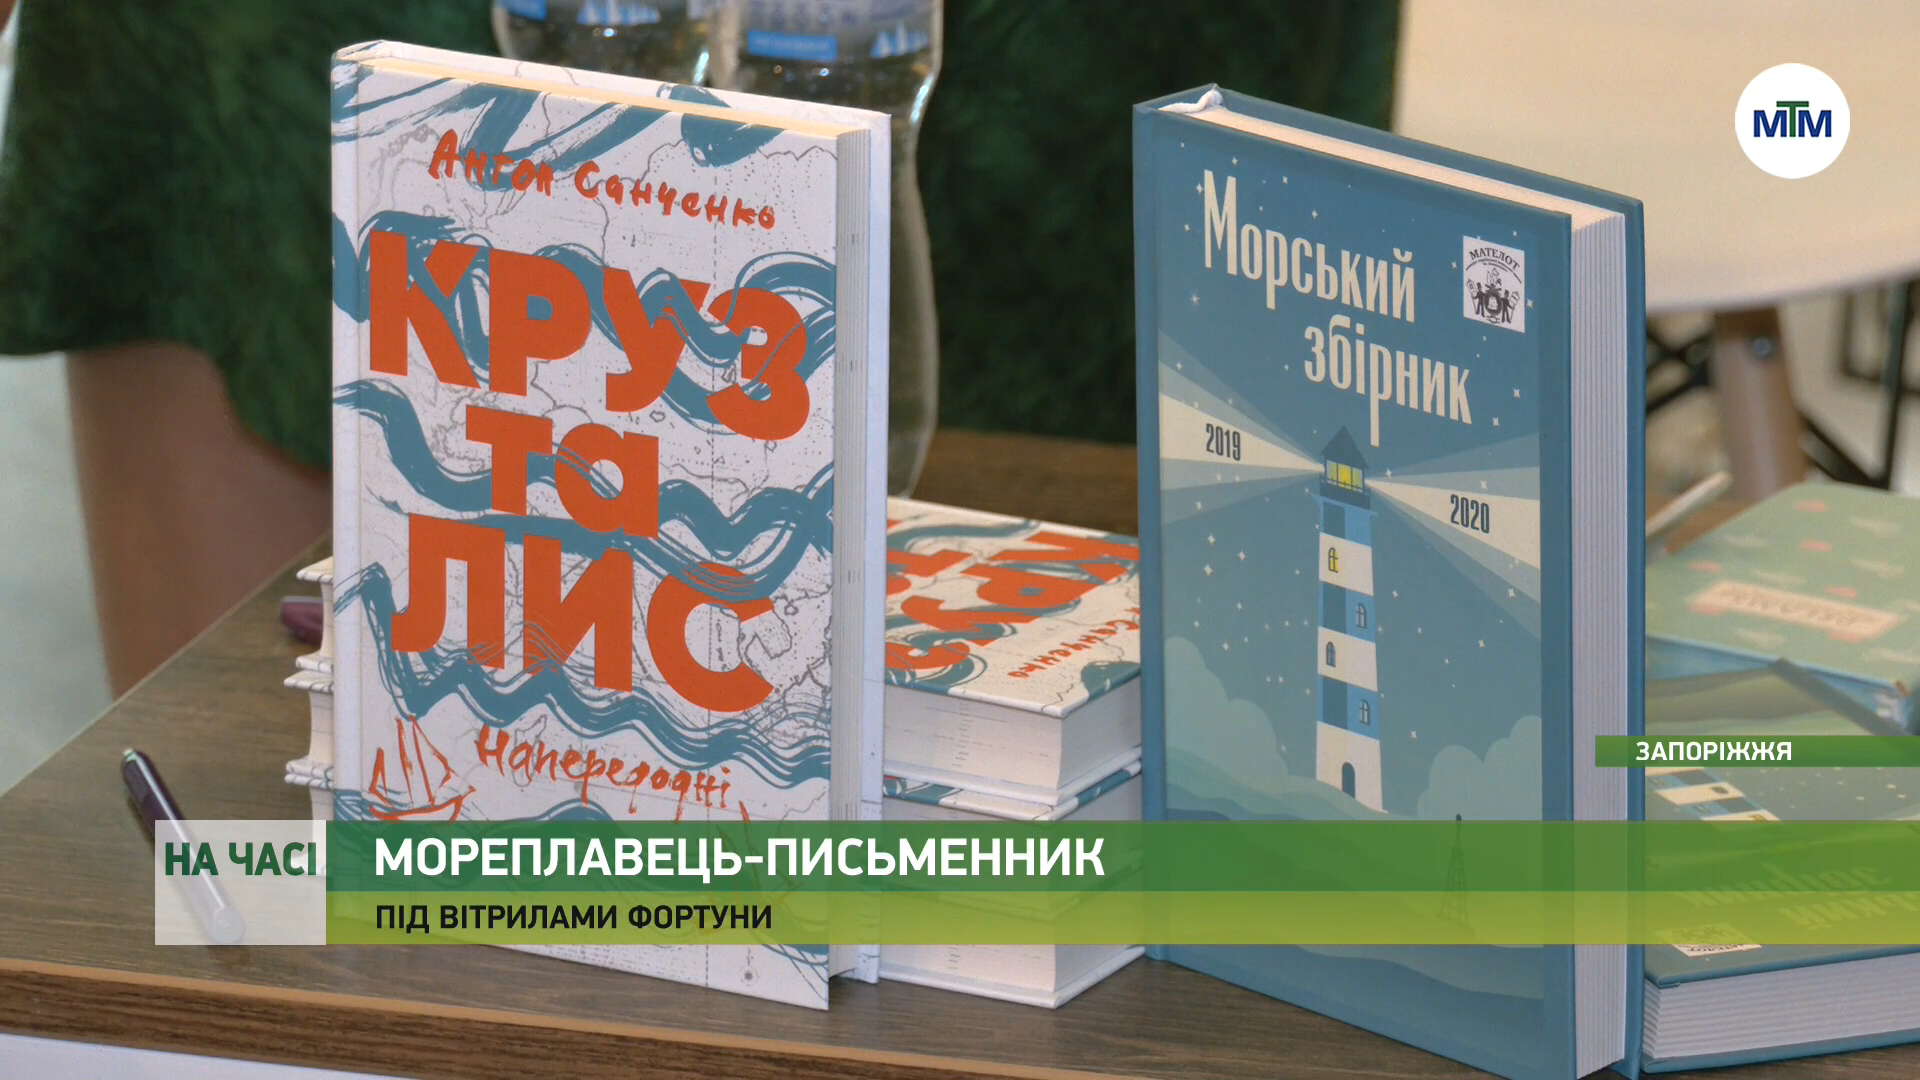 Антон Санченко
КРУЗ
та
ЛИС
Напередодні
Морський
збірник
МАТЕЛОТ
2019
2020
МТМ
ЗАПОРІЖЖЯ
НА ЧАСІ
МОРЕПЛАВЕЦЬ-ПИСЬМЕННИК
ПІД ВІТРИЛАМИ ФОРТУНИ